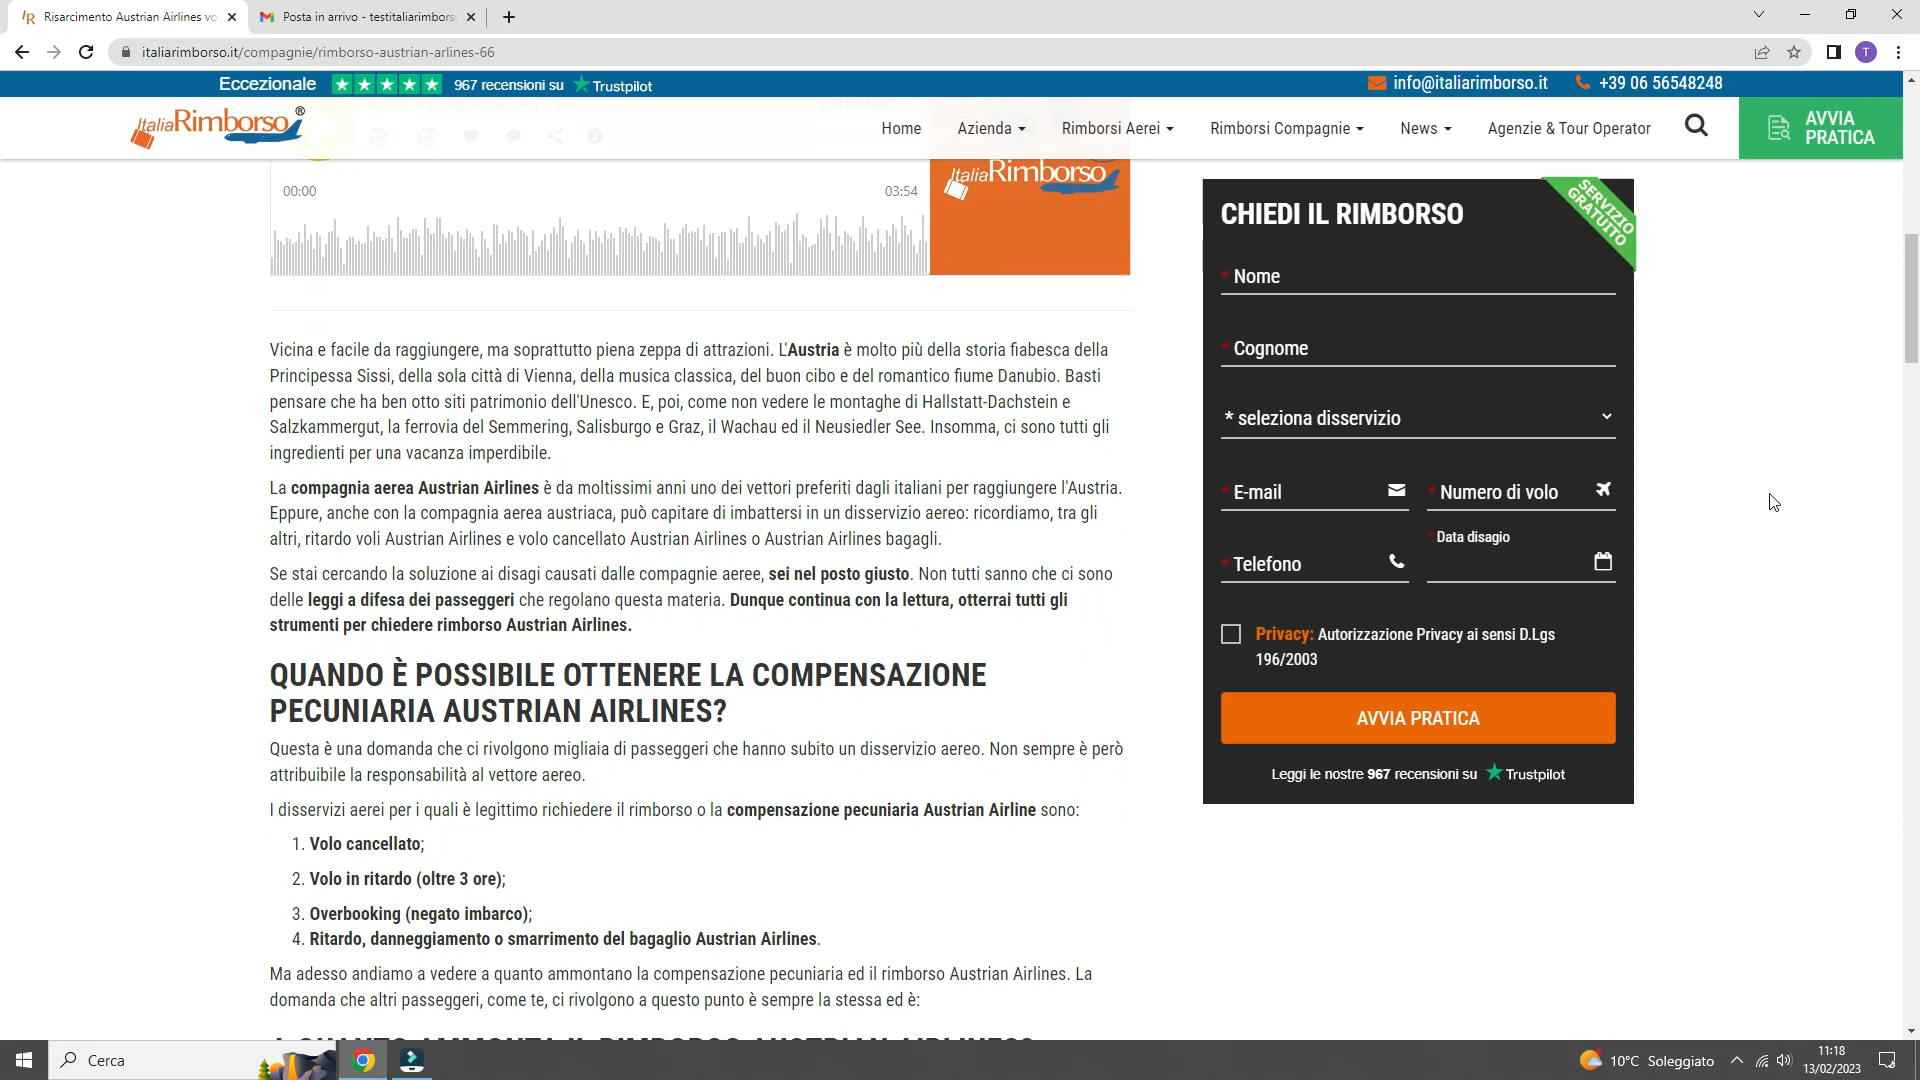 Risarcimento Austrian Airlines vo
Posta in arrivo - testitaliarimbors
italiarimborso.it/compagnie/rimborso-austrian-arlines-66
T
Eccezionale 967 recensioni su Trustpilot
info@italiarimborso.it +39 06 56548248
ItaliaRimborso®
Home Azienda Rimborsi Aerei Rimborsi Compagnie News Agenzie & Tour Operator
AVVIA
PRATICA
ItaliaRimborso
00:00 03:54
SERVIZIO
GRATUITO
CHIEDI IL RIMBORSO
* Nome
* Cognome
* seleziona disservizio
* E-mail
* Numero di volo
* Data disagio
* Telefono
Privacy: Autorizzazione Privacy ai sensi D.Lgs
196/2003
AVVIA PRATICA
Leggi le nostre 967 recensioni su Trustpilot
Vicina e facile da raggiungere, ma soprattutto piena zeppa di attrazioni. L'Austria è molto più della storia fiabesca della
Principessa Sissi, della sola città di Vienna, della musica classica, del buon cibo e del romantico fiume Danubio. Basti
pensare che ha ben otto siti patrimonio dell'Unesco. E, poi, come non vedere le montaghe di Hallstatt-Dachstein e
Salzkammergut, la ferrovia del Semmering, Salisburgo e Graz, il Wachau ed il Neusiedler See. Insomma, ci sono tutti gli
ingredienti per una vacanza imperdibile.
La compagnia aerea Austrian Airlines è da moltissimi anni uno dei vettori preferiti dagli italiani per raggiungere l'Austria.
Eppure, anche con la compagnia aerea austriaca, può capitare di imbattersi in un disservizio aereo: ricordiamo, tra gli
altri, ritardo voli Austrian Airlines e volo cancellato Austrian Airlines o Austrian Airlines bagagli.
Se stai cercando la soluzione ai disagi causati dalle compagnie aeree, sei nel posto giusto. Non tutti sanno che ci sono
delle leggi a difesa dei passeggeri che regolano questa materia. Dunque continua con la lettura, otterrai tutti gli
strumenti per chiedere rimborso Austrian Airlines.
QUANDO È POSSIBILE OTTENERE LA COMPENSAZIONE
PECUNIARIA AUSTRIAN AIRLINES?
Questa è una domanda che ci rivolgono migliaia di passeggeri che hanno subito un disservizio aereo. Non sempre è però
attribuibile la responsabilità al vettore aereo.
I disservizi aerei per i quali è legittimo richiedere il rimborso o la compensazione pecuniaria Austrian Airline sono:
1. Volo cancellato;
2. Volo in ritardo (oltre 3 ore);
3. Overbooking (negato imbarco);
4. Ritardo, danneggiamento o smarrimento del bagaglio Austrian Airlines.
Ma adesso andiamo a vedere a quanto ammontano la compensazione pecuniaria ed il rimborso Austrian Airlines. La
domanda che altri passeggeri, come te, ci rivolgono a questo punto è sempre la stessa ed è:
A QUANTO AMMONTA IL RIMBORSO AUSTRIAN AIRLINES?
Cerca
10°C Soleggiato
11:18
13/02/2023